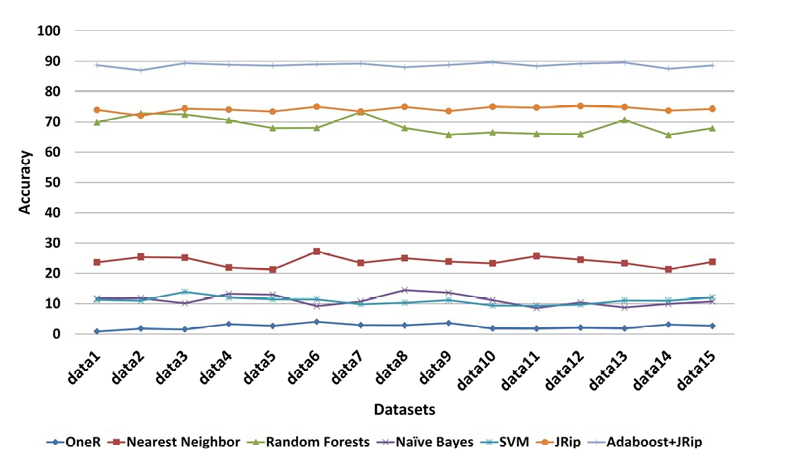 100
90
80
70
60
50
40
30
20
10
0
Accuracy
data1 data2 data3 data4 data5 data6 data7 data8 data9 data10 data11 data12 data13 data14 data15
Datasets
OneR Nearest Neighbor Random Forests Naïve Bayes SVM JRip Adaboost+JRip